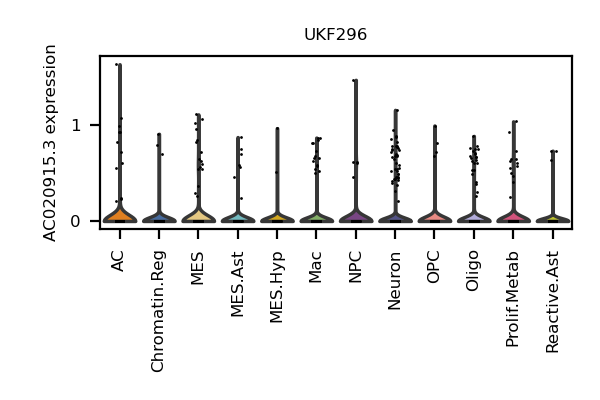 UKF296
AC020915.3 expression
1
0
AC
Chromatin.Reg
MES
MES.Ast
MES.Hyp
Mac
NPC
Neuron
OPC
Oligo
Prolif.Metab
Reactive.Ast